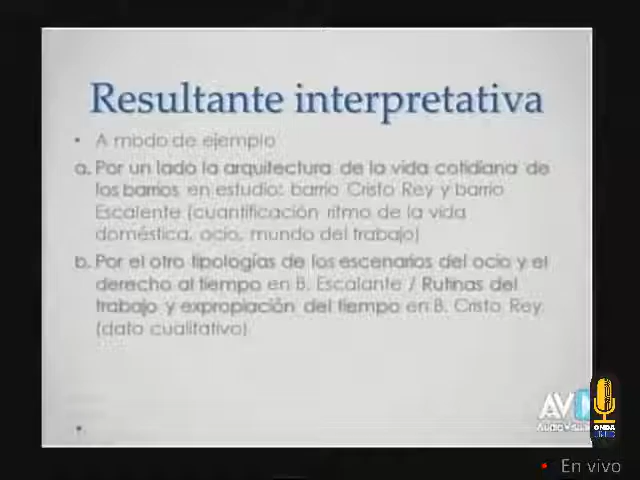 Resultante interpretativa
• A modo de ejemplo
a. Por un lado la arquitectura de la vida cotidiana de
los barrios en estudio: barrio Cristo Rey y barrio
Escalente (cuantificación ritmo de la vida
doméstica, ocio, mundo del trabajo)
b. Por el otro tipologías de los escenarios del ocio y el
derecho al tiempo en B. Escalante / Rutinas del
trabajo y expropiación del tiempo en B. Cristo Rey
(dato cualitativo)
AV
ONDA
• En vivo